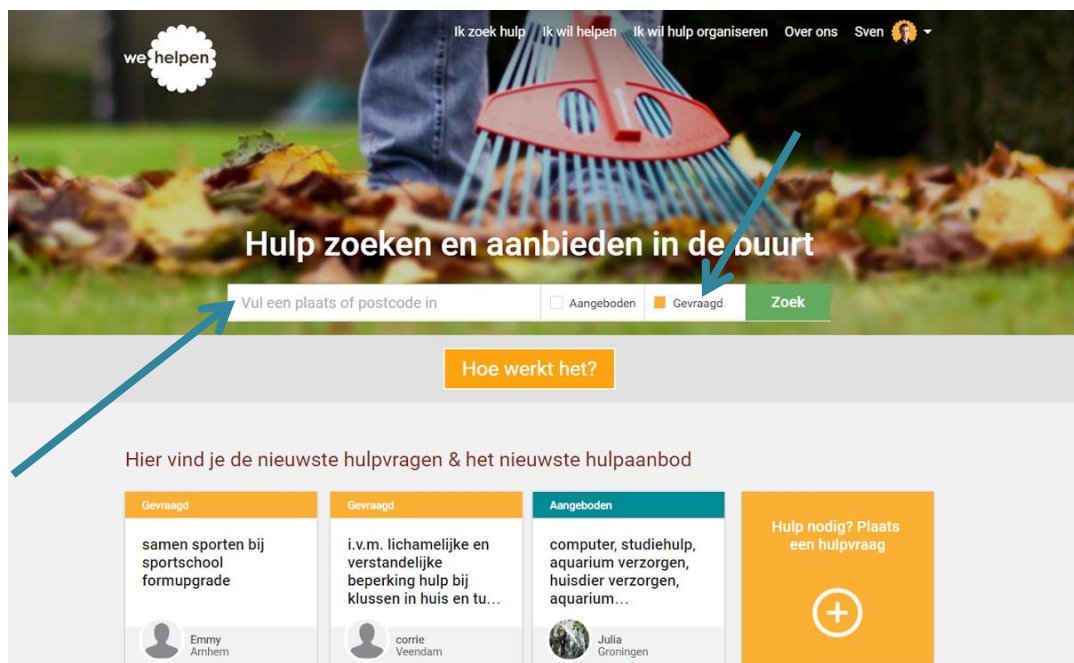 we helpen
Ik zoek hulp Ik wil helpen Ik wil hulp organiseren Over ons Sven
Hulp zoeken en aanbieden in de buurt
Vul een plaats of postcode in Aangeboden Gevraagd Zoek
Hoe werkt het?
Hier vind je de nieuwste hulpvragen & het nieuwste hulpaanbod
Gevraagd
samen sporten bij
sportschool
formupgrade
Emmy
Arnhem
Gevraagd
i.v.m. lichamelijke en
verstandelijke
beperking hulp bij
klussen in huis en tu...
corrie
Veendam
Aangeboden
computer, studiehulp,
aquarium verzorgen,
huisdier verzorgen,
aquarium...
Julia
Groningen
Hulp nodig? Plaats
een hulpvraag